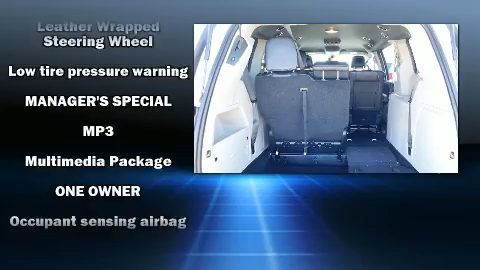 Leather Wrapped
Steering Wheel
Low tire pressure warning
MANAGER'S SPECIAL
MP3
Multimedia Package
ONE OWNER
Occupant sensing airbag